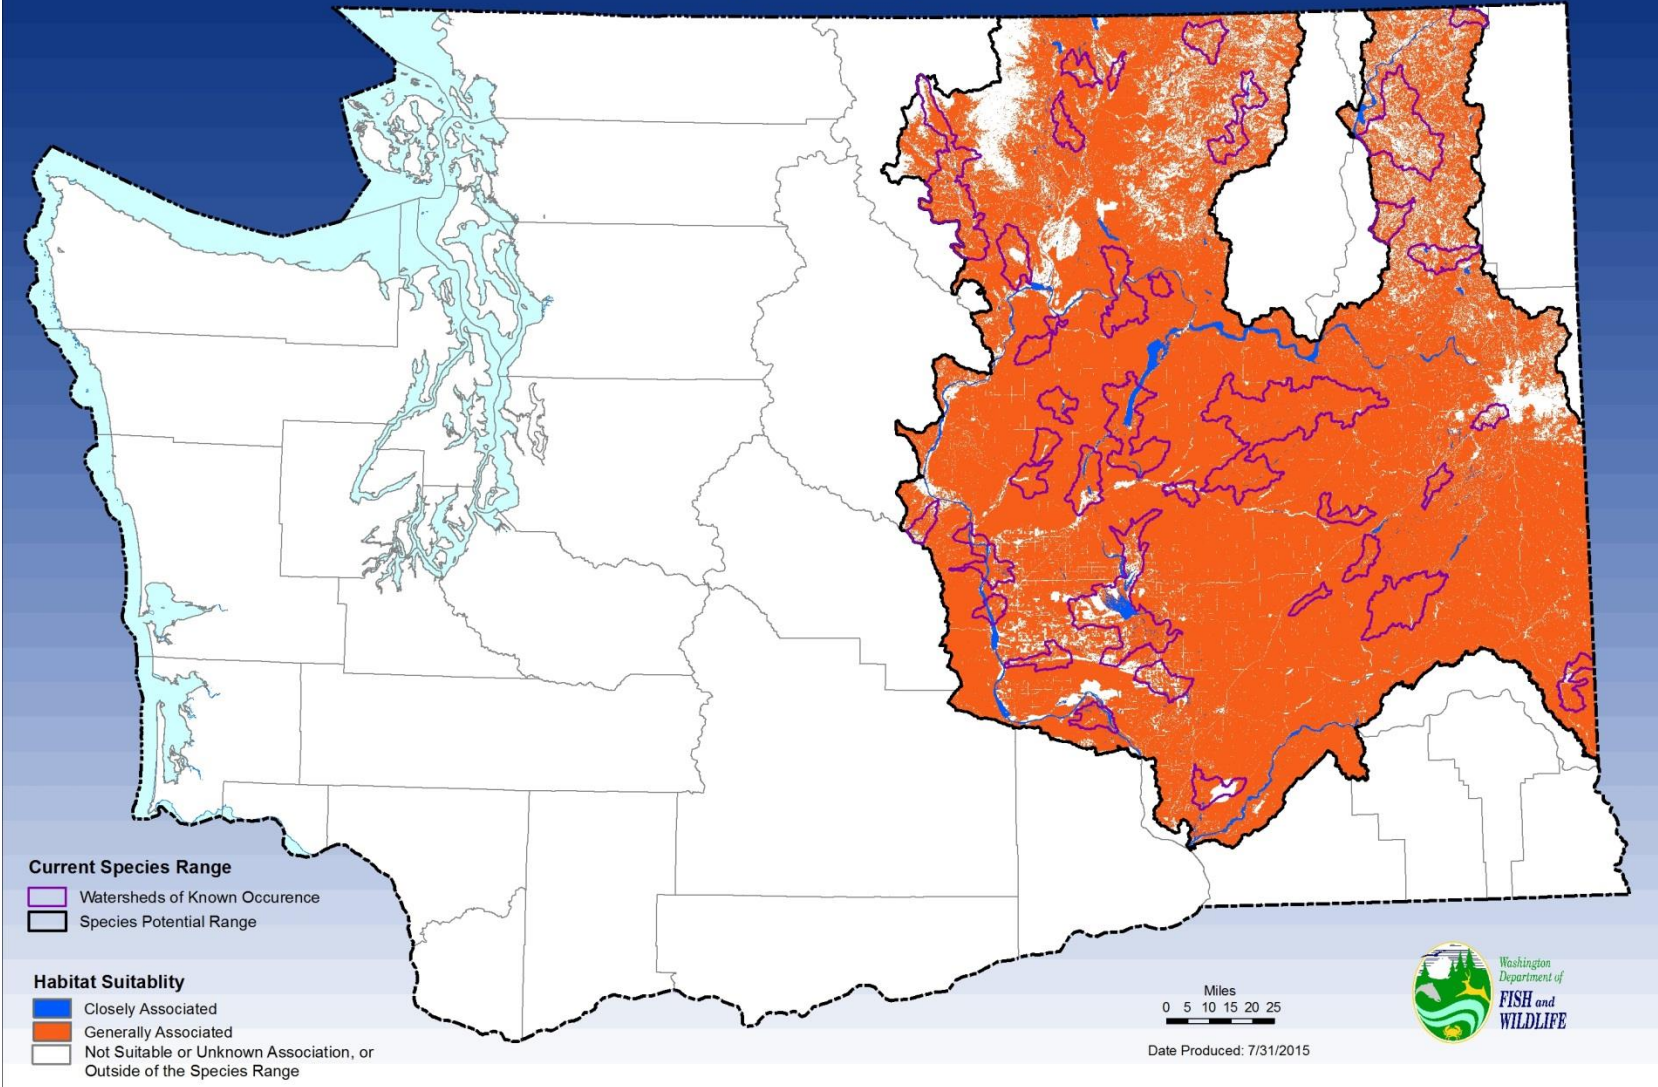 Current Species Range
Watersheds of Known Occurence
Species Potential Range
Habitat Suitablity
Closely Associated
Generally Associated
Not Suitable or Unknown Association, or
Outside of the Species Range
Miles
0 5 10 15 20 25
Date Produced: 7/31/2015
Washington
Department of
FISH and
WILDLIFE